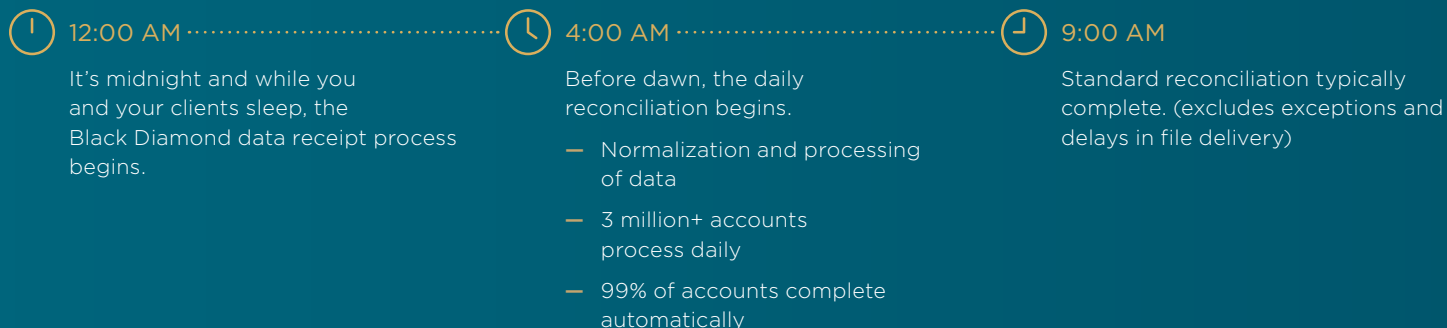 12:00 AM
It's midnight and while you
and your clients sleep, the
Black Diamond data receipt process
begins.
4:00 AM
Before dawn, the daily
reconciliation begins.
— Normalization and processing
of data
— 3 million+ accounts
process daily
— 99% of accounts complete
automatically
9:00 AM
Standard reconciliation typically
complete. (excludes exceptions and
delays in file delivery)